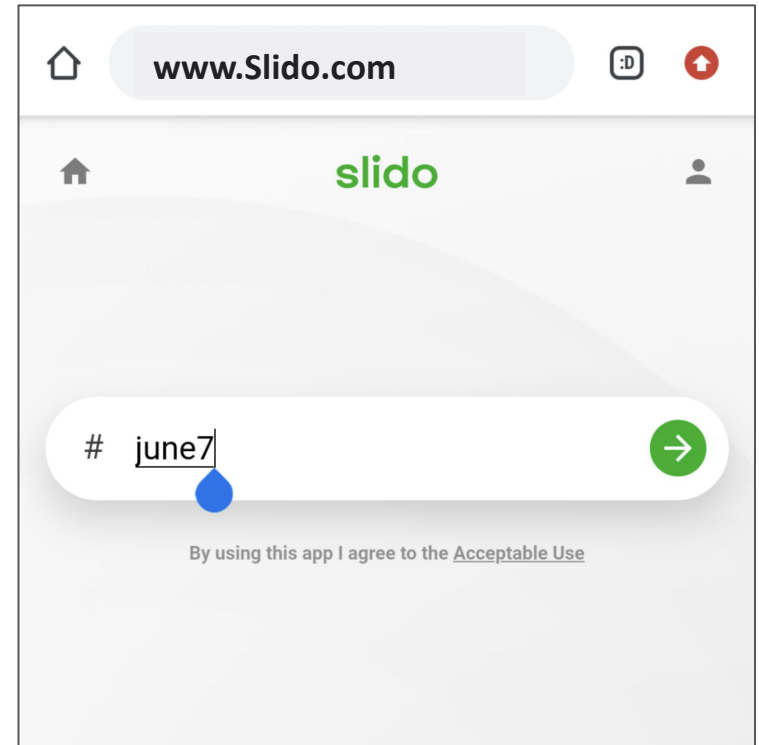 www.Slido.com
:D
slido
# june7
By using this app I agree to the Acceptable Use